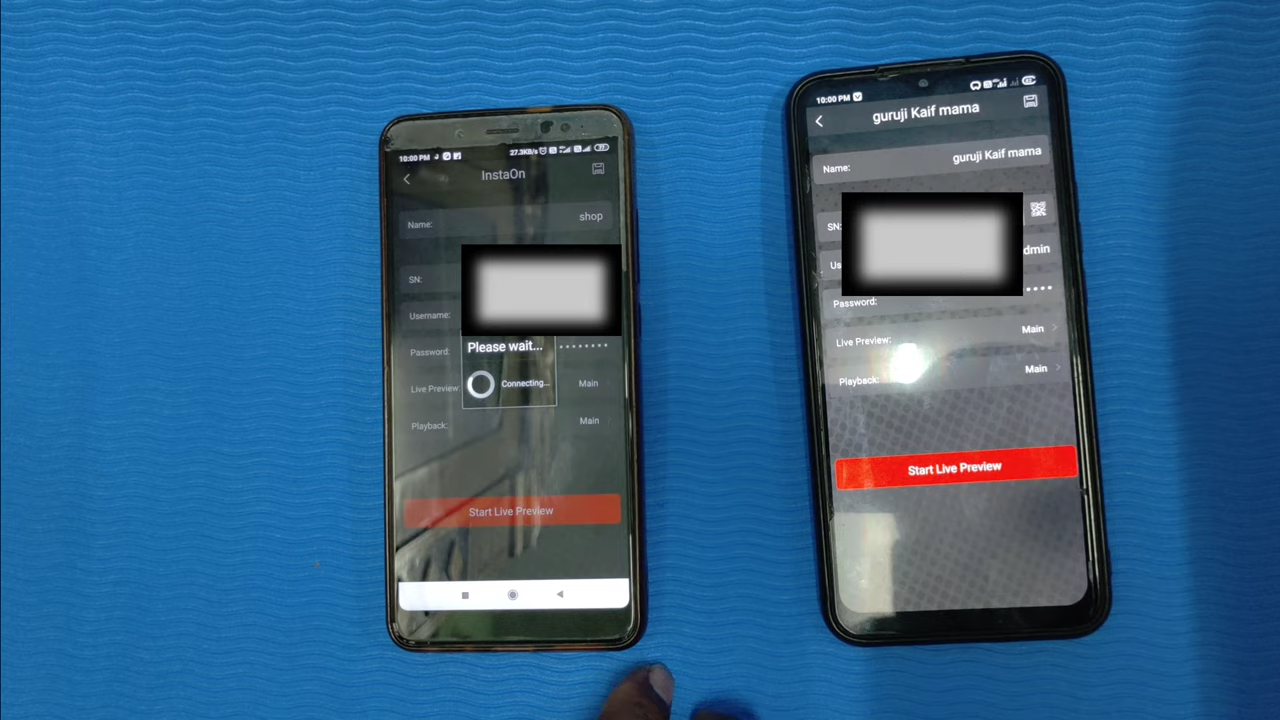 10:00 PM
27.3KB/s
InstaOn
Name: shop
SN:
Username:
Password: ••••••••
Please wait...
Connecting...
Live Preview: Main
Playback: Main
Start Live Preview
10:00 PM
guruji Kaif mama
Name: guruji Kaif mama
SN:
Us dmin
Password: ••••
Live Preview: Main
Playback: Main
Start Live Preview